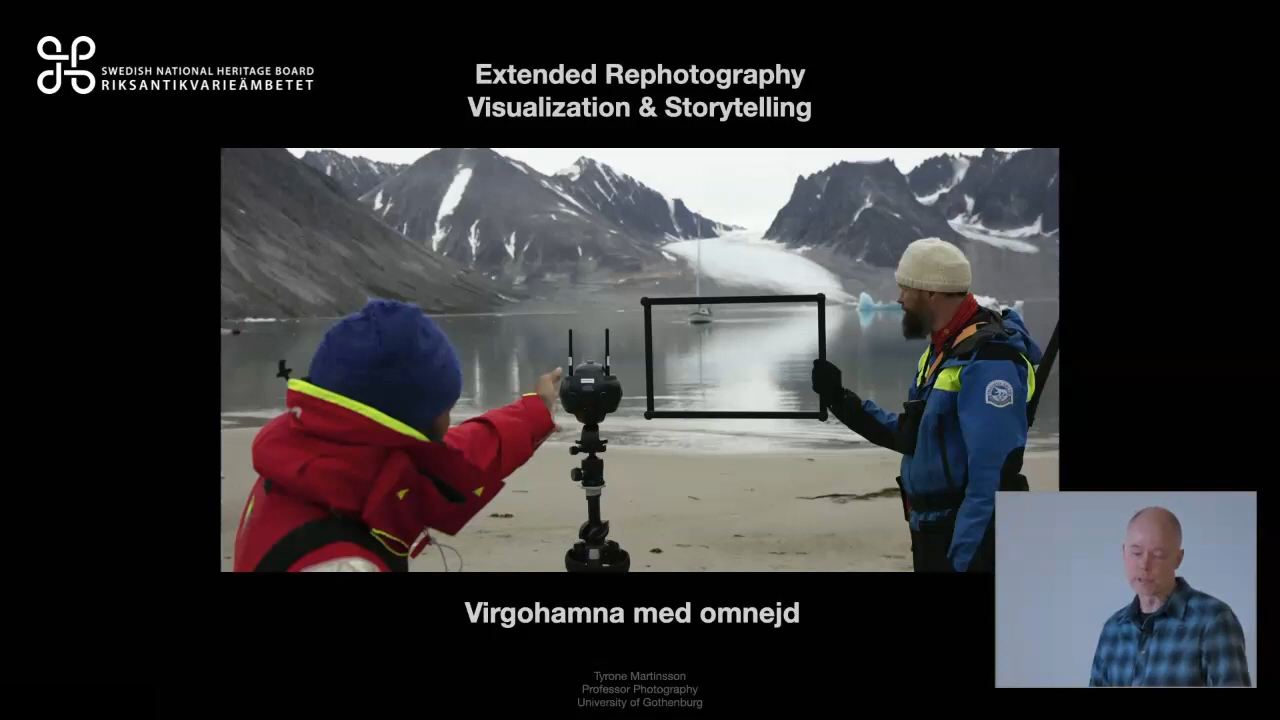 SWEDISH NATIONAL HERITAGE BOARD
RIKSANTIKVARIEÄMBETET
Extended Rephotography
Visualization & Storytelling
Virgohamna med omnejd
Tyrone Martinsson
Professor Photography
University of Gothenburg